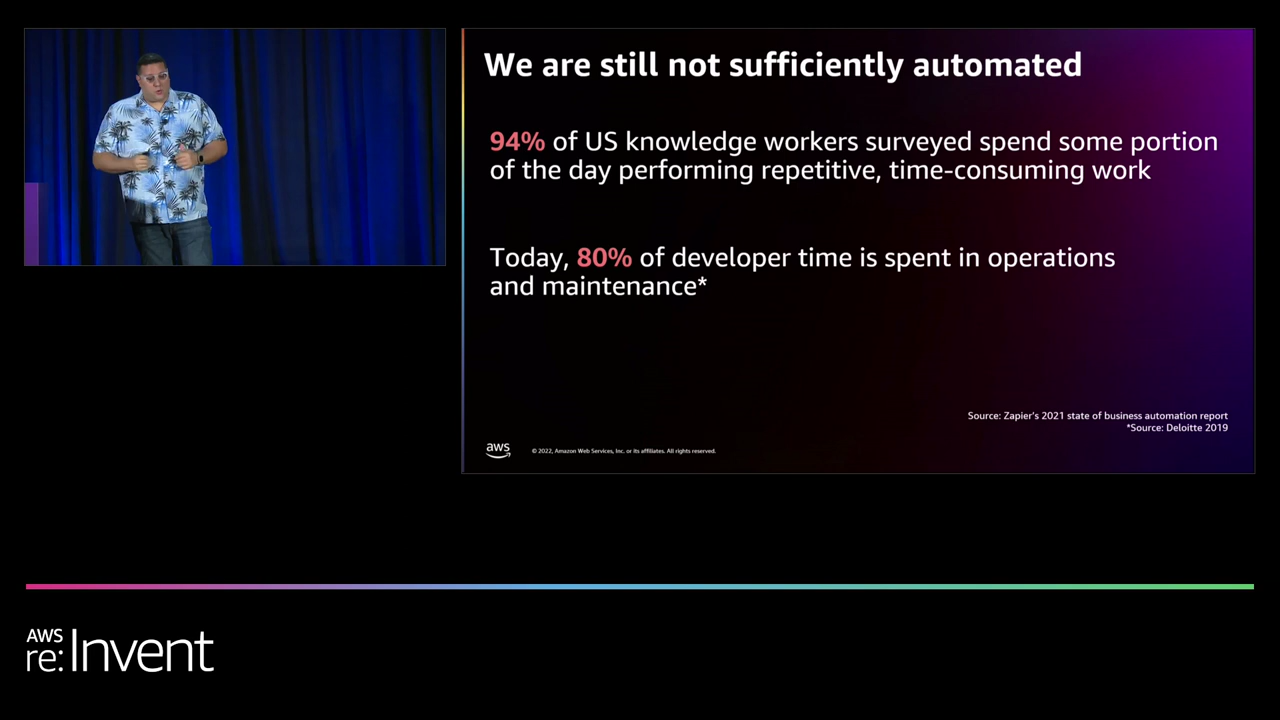 We are still not sufficiently automated
94% of US knowledge workers surveyed spend some portion
of the day performing repetitive, time-consuming work
Today, 80% of developer time is spent in operations
and maintenance*
Source: Zapier's 2021 state of business automation report
*Source: Deloitte 2019
aws
© 2022, Amazon Web Services, Inc. or its affiliates. All rights reserved.
AWS
re:Invent